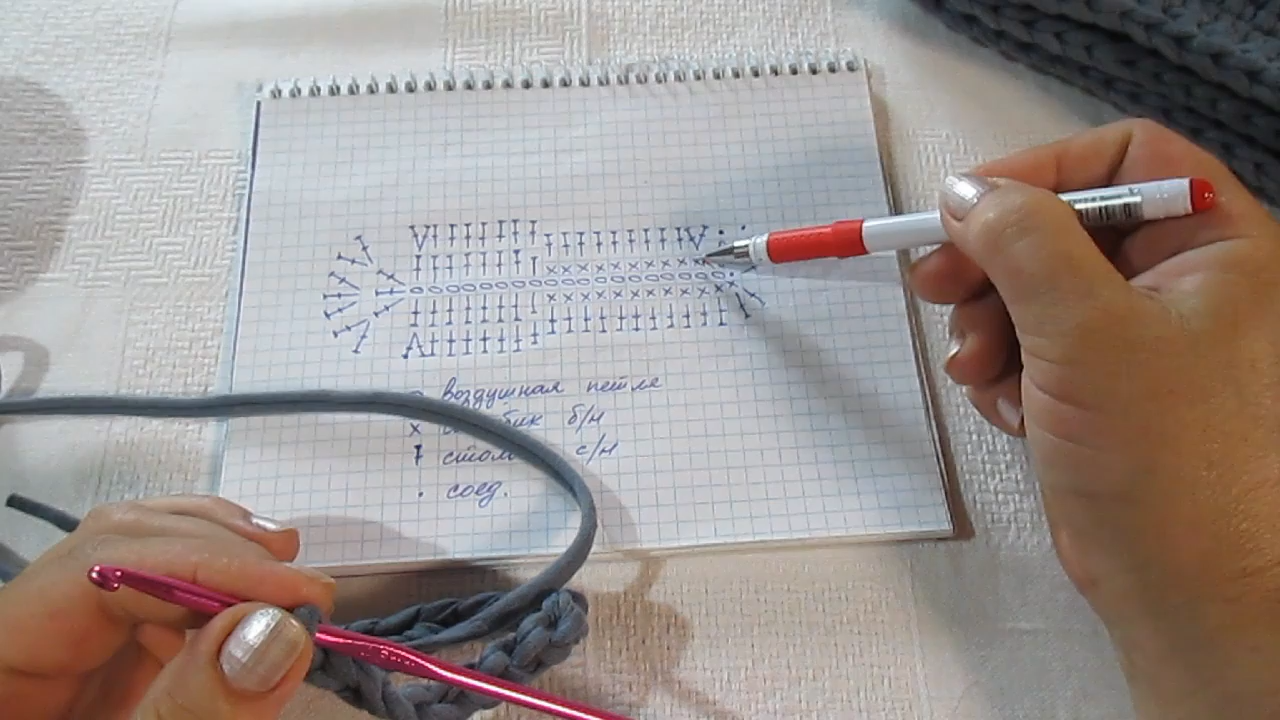 воздушная петля
х б/н
с/н
. соед.